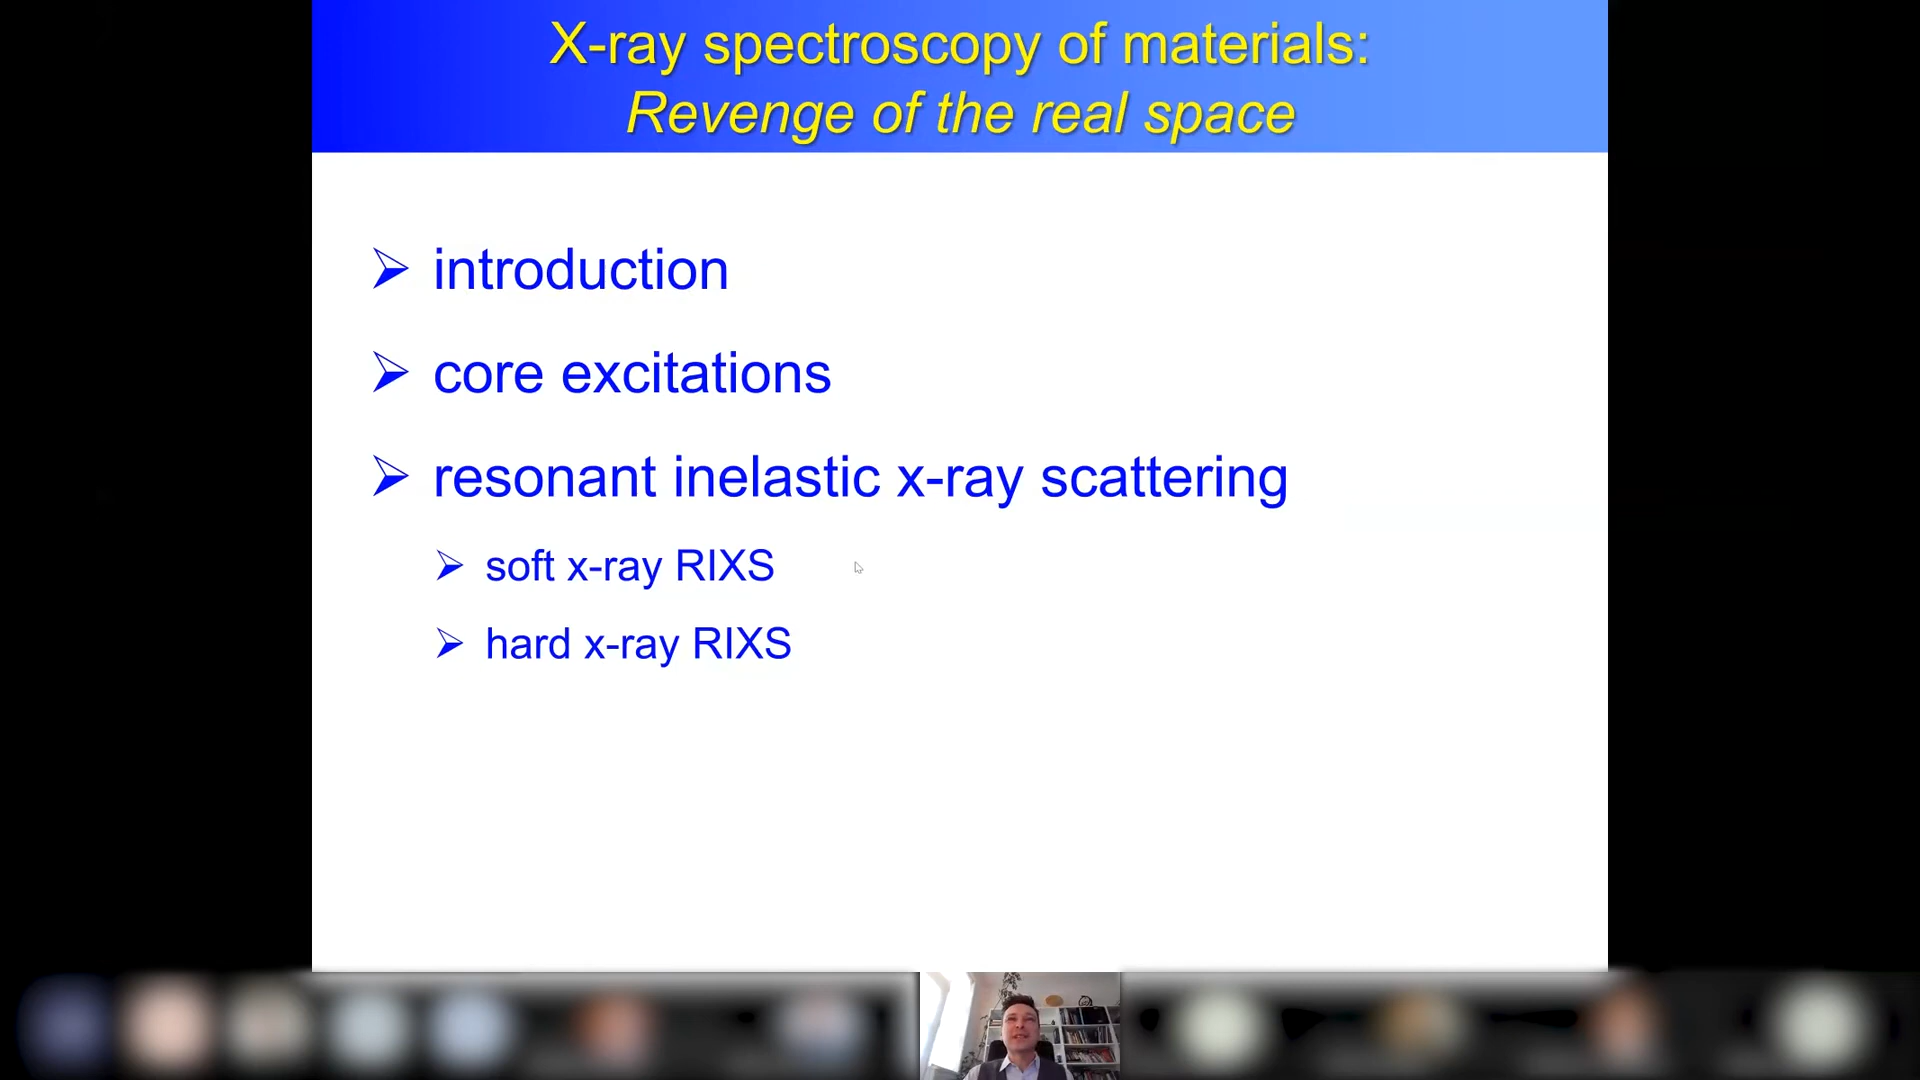 X-ray spectroscopy of materials:
Revenge of the real space
➢ introduction
➢ core excitations
➢ resonant inelastic x-ray scattering
➢ soft x-ray RIXS
➢ hard x-ray RIXS